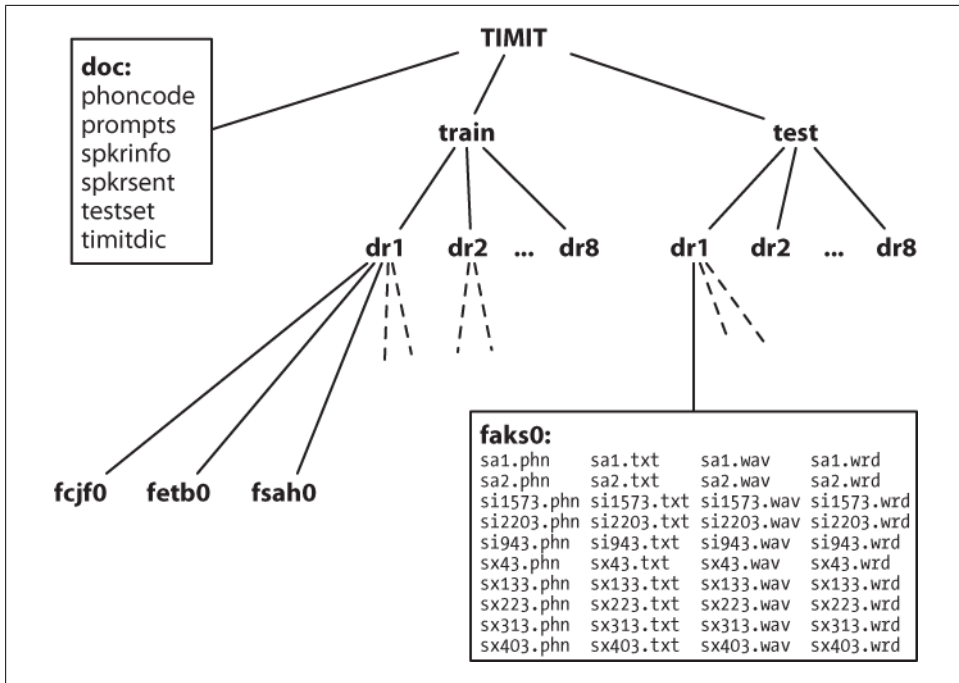 TIMIT
doc:
phoncode
prompts
spkrinfo
spkrsent
testset
timitdic
train
test
dr1 dr2 ... dr8
dr1 dr2 ... dr8
fcjf0 fetb0 fsah0
faks0:
sa1.phn sa1.txt sa1.wav sa1.wrd
sa2.phn sa2.txt sa2.wav sa2.wrd
si1573.phn si1573.txt si1573.wav si1573.wrd
si2203.phn si2203.txt si2203.wav si2203.wrd
si943.phn si943.txt si943.wav si943.wrd
sx43.phn sx43.txt sx43.wav sx43.wrd
sx133.phn sx133.txt sx133.wav sx133.wrd
sx223.phn sx223.txt sx223.wav sx223.wrd
sx313.phn sx313.txt sx313.wav sx313.wrd
sx403.phn sx403.txt sx403.wav sx403.wrd